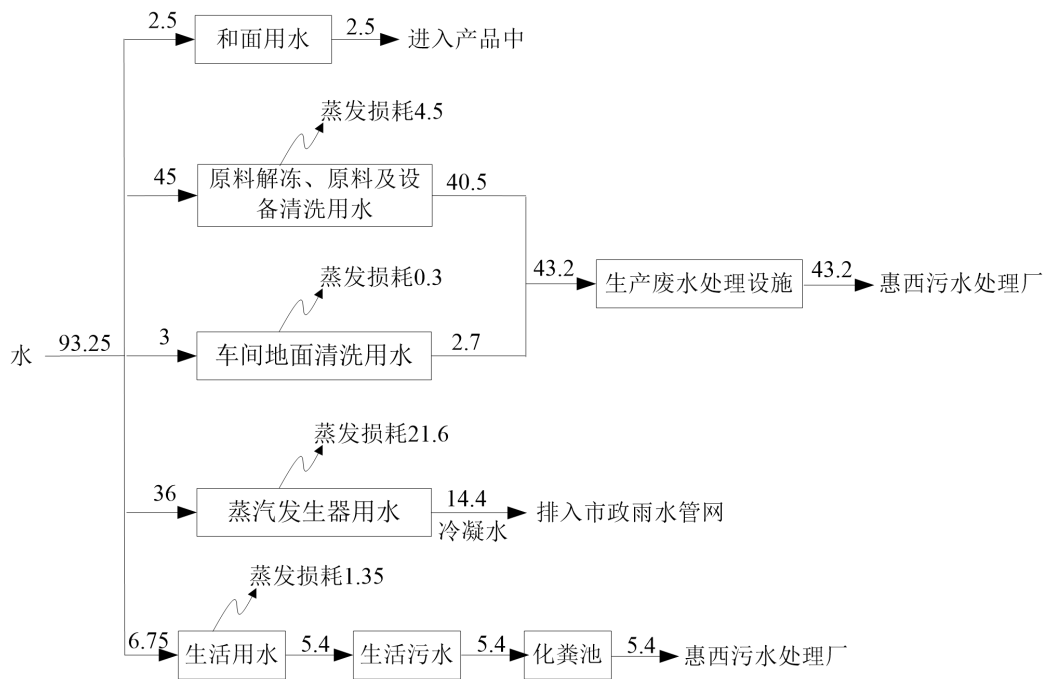 2.5
和面用水
2.5
进入产品中
蒸发损耗4.5
45
原料解冻、原料及设
备清洗用水
40.5
蒸发损耗0.3
43.2
生产废水处理设施
43.2
惠西污水处理厂
水
93.25
3
车间地面清洗用水
2.7
蒸发损耗21.6
36
蒸汽发生器用水
14.4
冷凝水
排入市政雨水管网
蒸发损耗1.35
6.75
生活用水
5.4
生活污水
5.4
化粪池
5.4
惠西污水处理厂